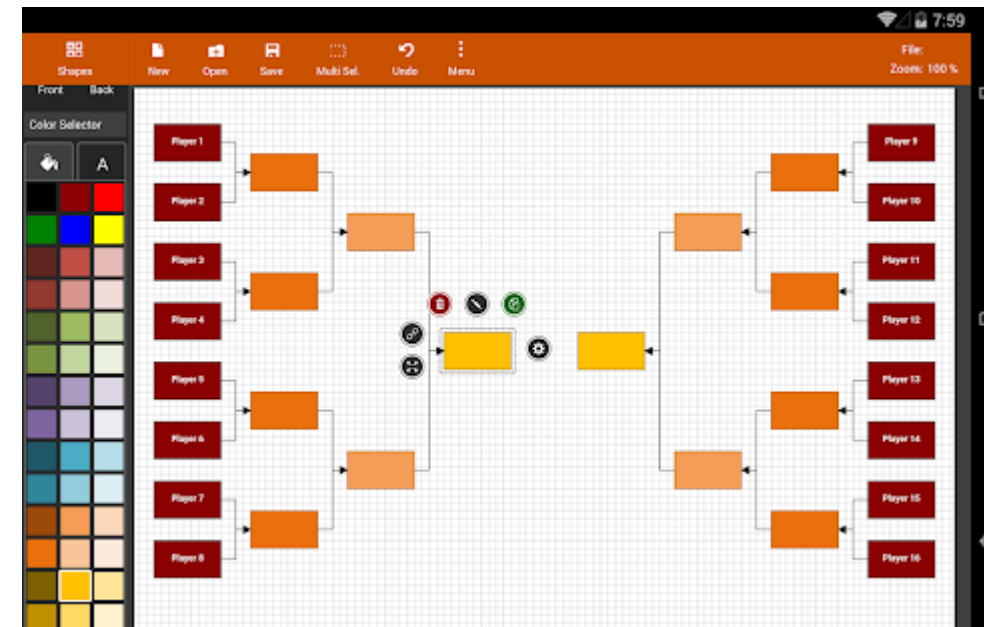 7:59
Shapes
New
Open
Save
Multi Sel.
Undo
Menu
File:
Zoom: 100 %
Front Back
Color Selector
A
Player 1
Player 2
Player 3
Player 4
Player 5
Player 6
Player 7
Player 8
Player 9
Player 10
Player 11
Player 12
Player 13
Player 14
Player 15
Player 16